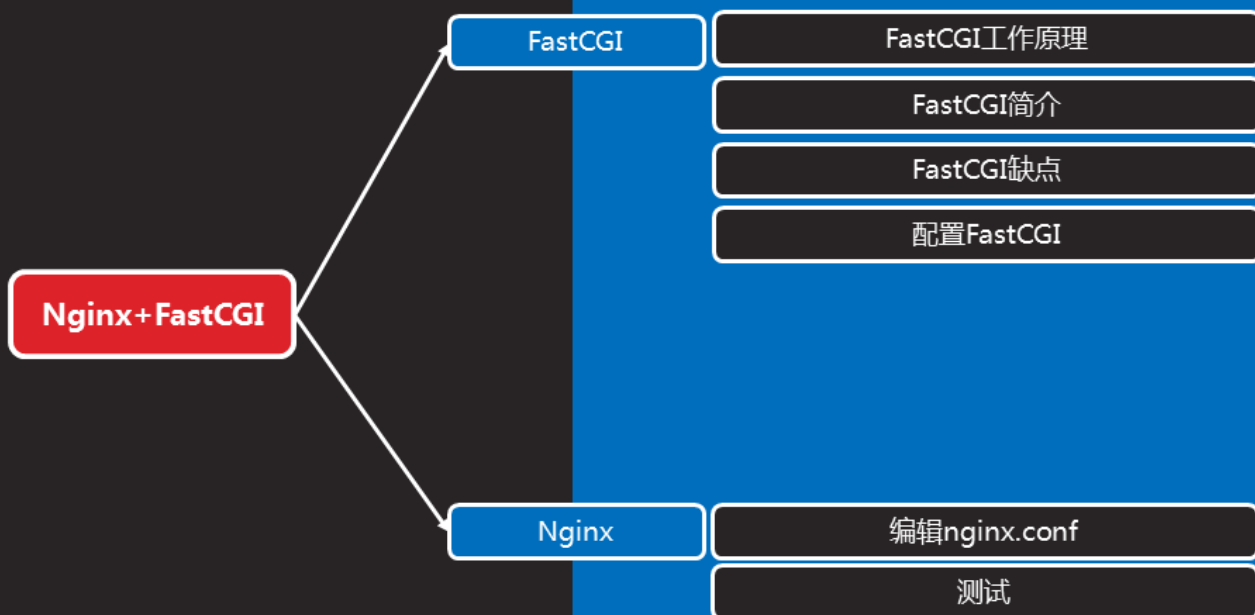 Nginx+FastCGI
FastCGI
FastCGI工作原理
FastCGI简介
FastCGI缺点
配置FastCGI
Nginx
编辑nginx.conf
测试